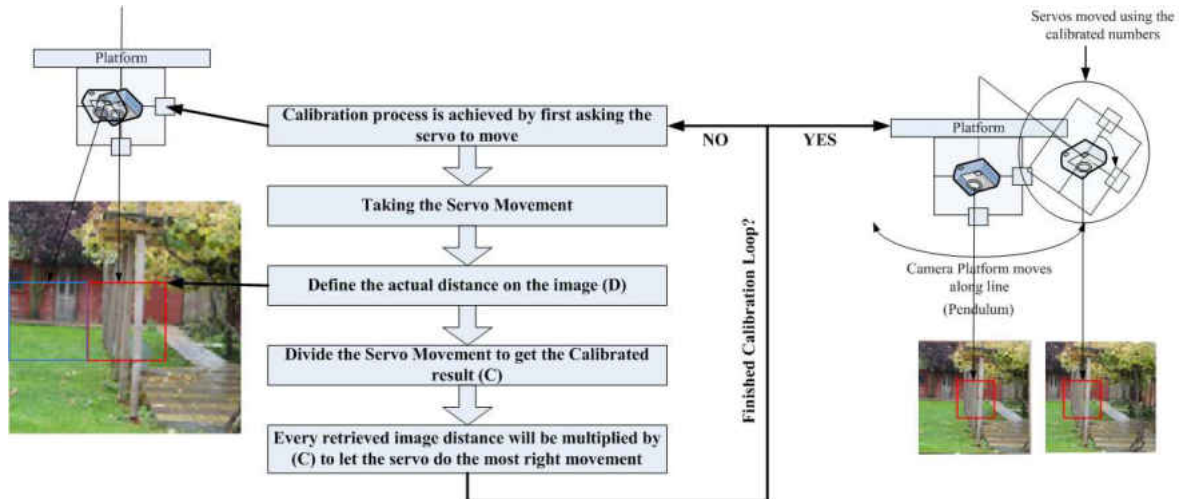 Platform
Calibration process is achieved by first asking the
servo to move
Taking the Servo Movement
Define the actual distance on the image (D)
Divide the Servo Movement to get the Calibrated
result (C)
Every retrieved image distance will be multiplied by
(C) to let the servo do the most right movement
NO
YES
Finished Calibration Loop?
Servos moved using the
calibrated numbers
Platform
Camera Platform moves
along line
(Pendulum)